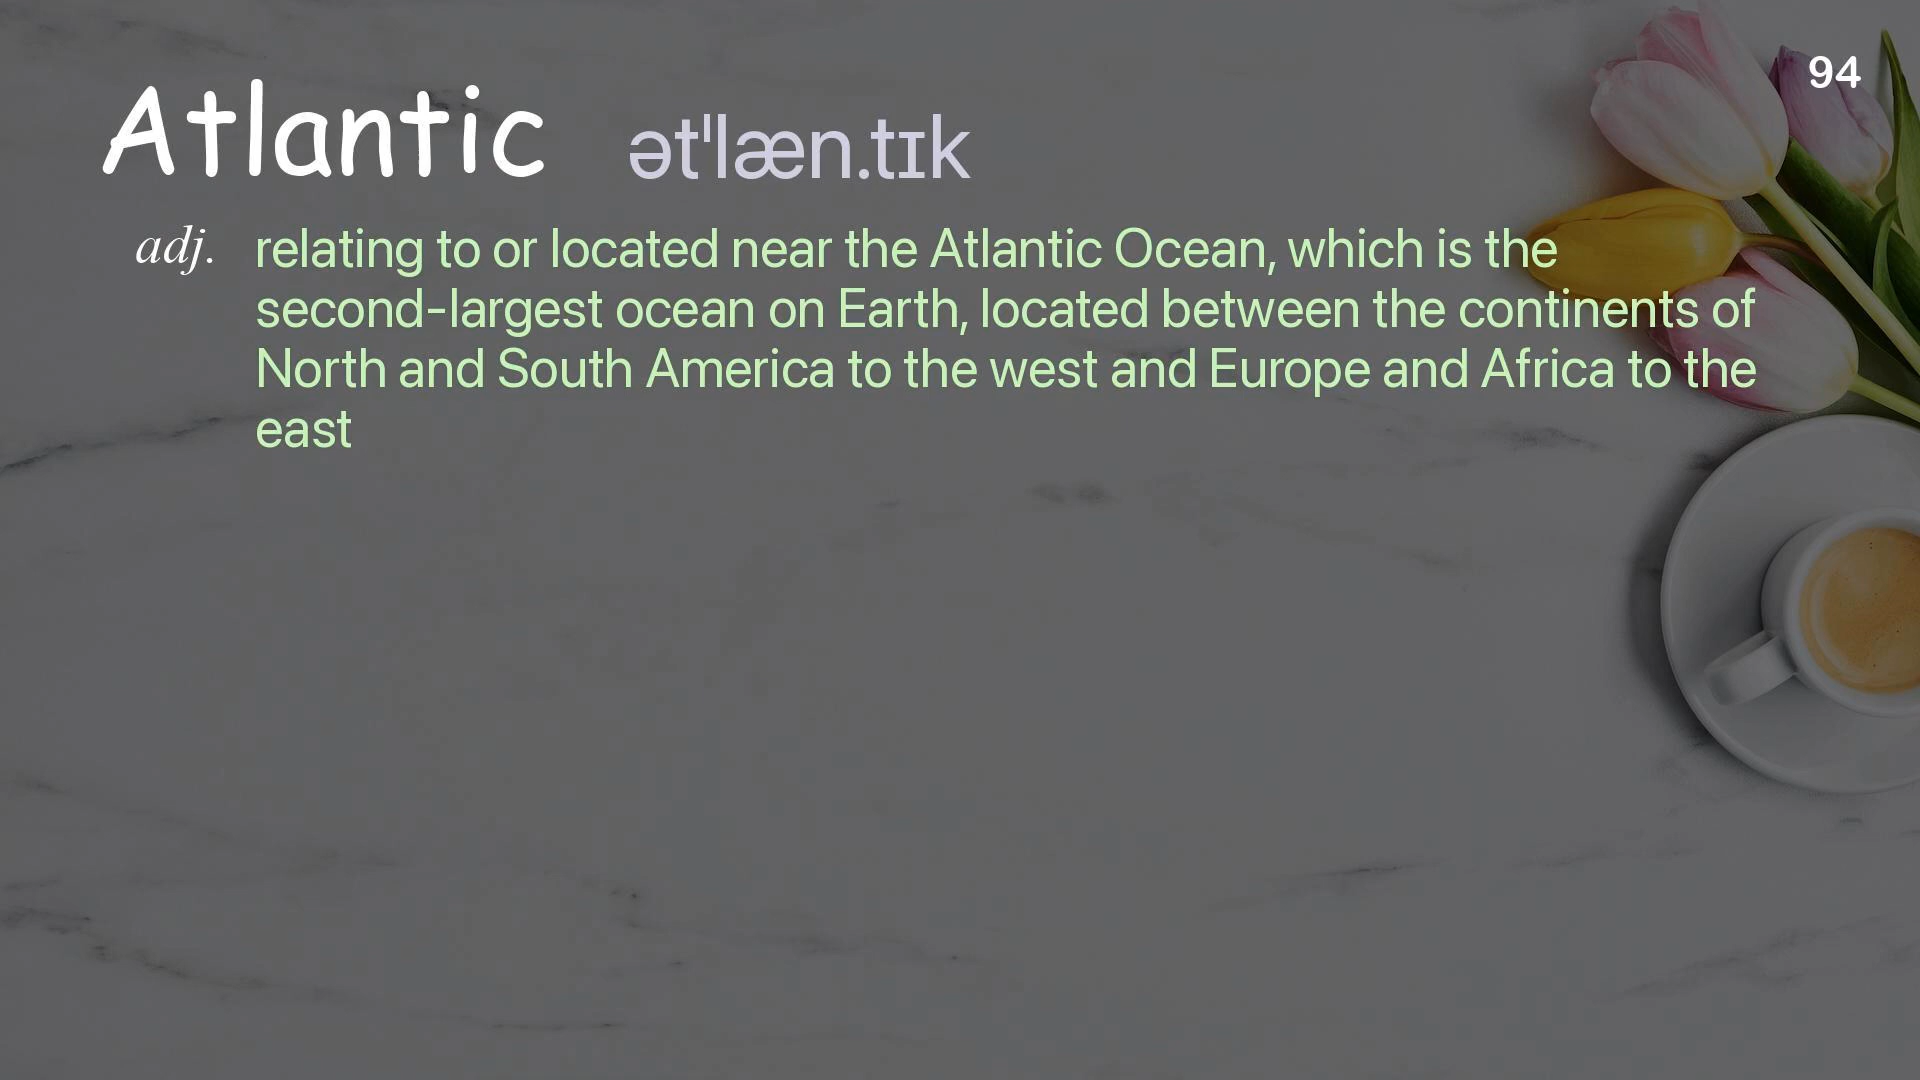 94
Atlantic ətˈlæn.tɪk
adj. relating to or located near the Atlantic Ocean, which is the
second-largest ocean on Earth, located between the continents of
North and South America to the west and Europe and Africa to the
east